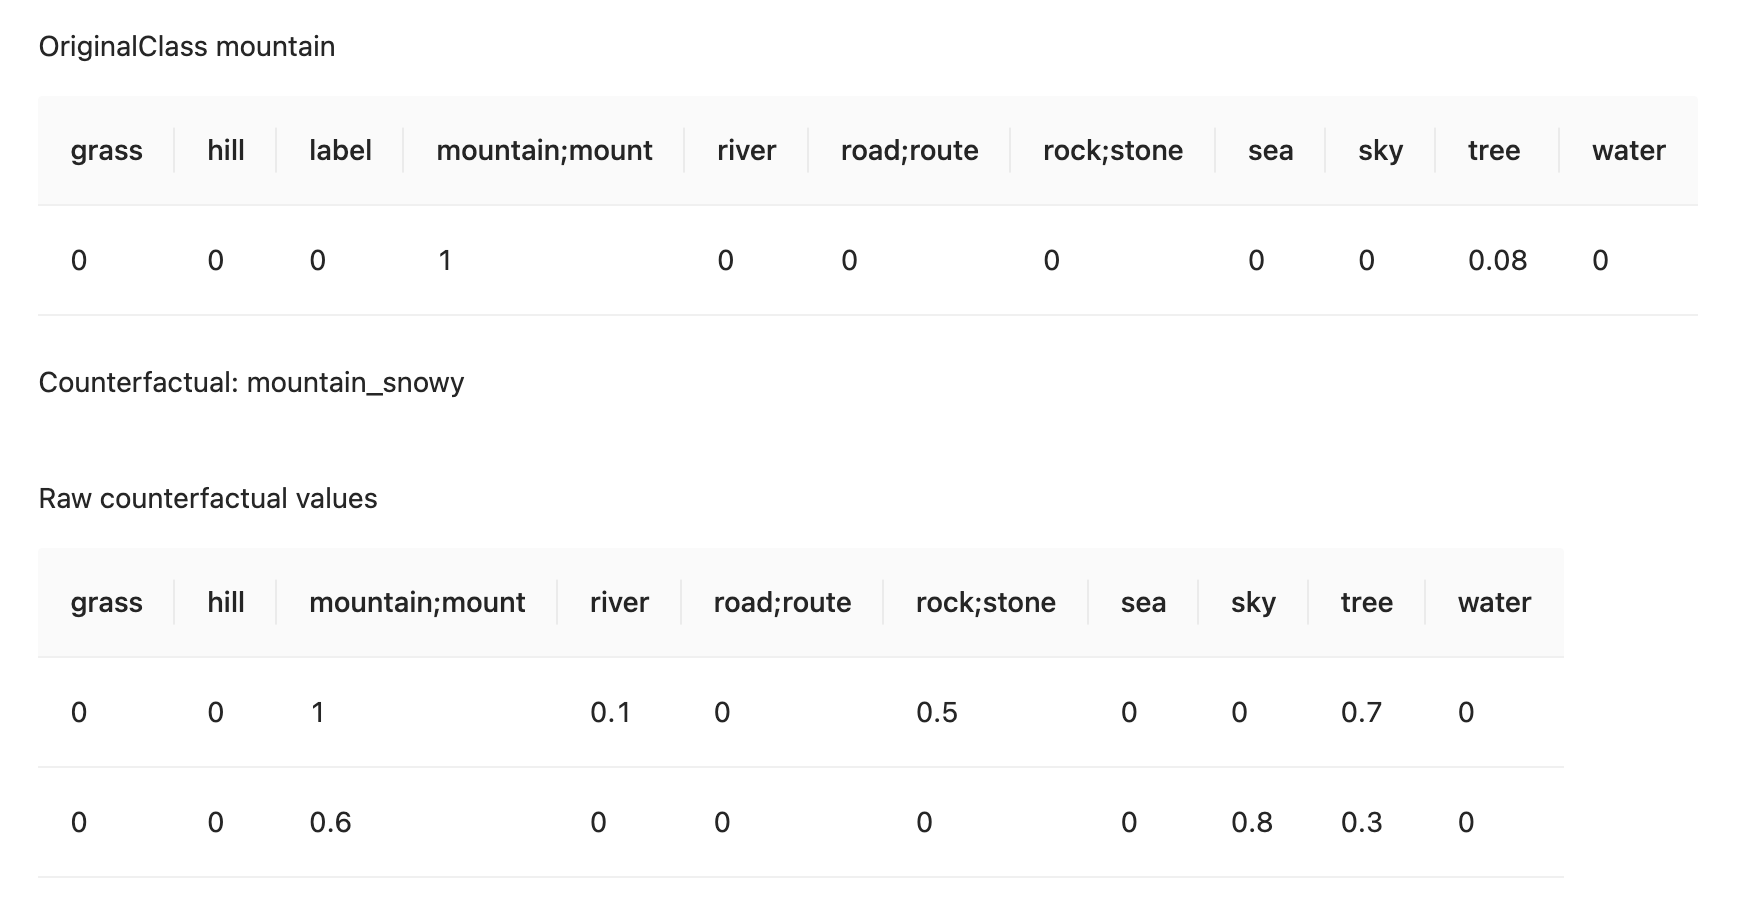 OriginalClass mountain
grass hill label mountain;mount river road;route rock;stone sea sky tree water
0 0 0 1 0 0 0 0 0 0.08 0
Counterfactual: mountain_snowy
Raw counterfactual values
grass hill mountain;mount river road;route rock;stone sea sky tree water
0 0 1 0.1 0 0.5 0 0 0.7 0
0 0 0.6 0 0 0 0 0.8 0.3 0